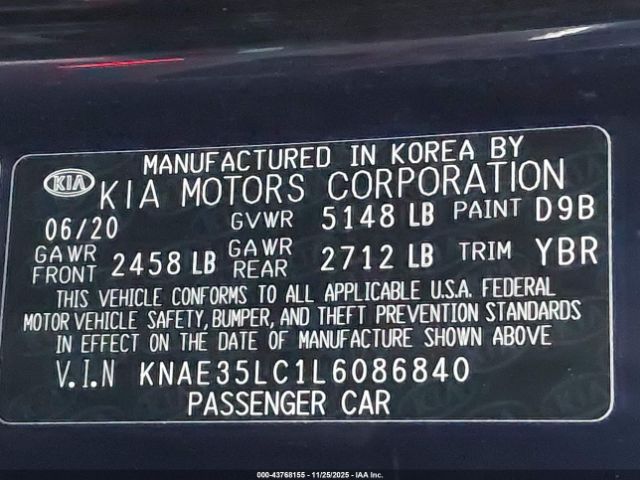 MANUFACTURED IN KOREA BY
KIA KIA MOTORS CORPORATION
06/20 GVWR 5148 LB PAINT D9B
GAWR FRONT 2458 LB GAWR REAR 2712 LB TRIM YBR
THIS VEHICLE CONFORMS TO ALL APPLICABLE U.S.A. FEDERAL
MOTOR VEHICLE SAFETY, BUMPER, AND THEFT PREVENTION STANDARDS
IN EFFECT ON THE DATE OF MANUFACTURE SHOWN ABOVE
V.I.N KNAE35LC1L6086840
PASSENGER CAR
000-43768155 - 11/25/2025 - IAA Inc.